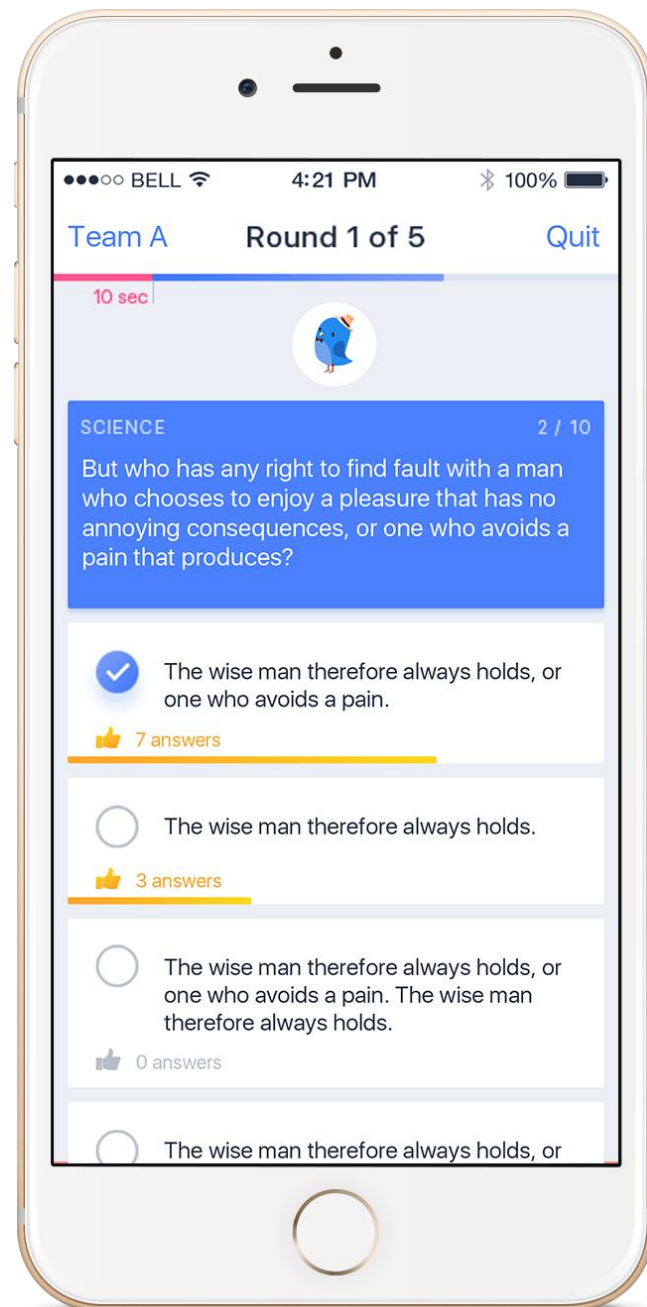 BELL 4:21 PM 100%
Team A Round 1 of 5 Quit
10 sec
SCIENCE 2 / 10
But who has any right to find fault with a man
who chooses to enjoy a pleasure that has no
annoying consequences, or one who avoids a
pain that produces?
The wise man therefore always holds, or
one who avoids a pain.
7 answers
The wise man therefore always holds.
3 answers
The wise man therefore always holds, or
one who avoids a pain. The wise man
therefore always holds.
0 answers
The wise man therefore always holds, or